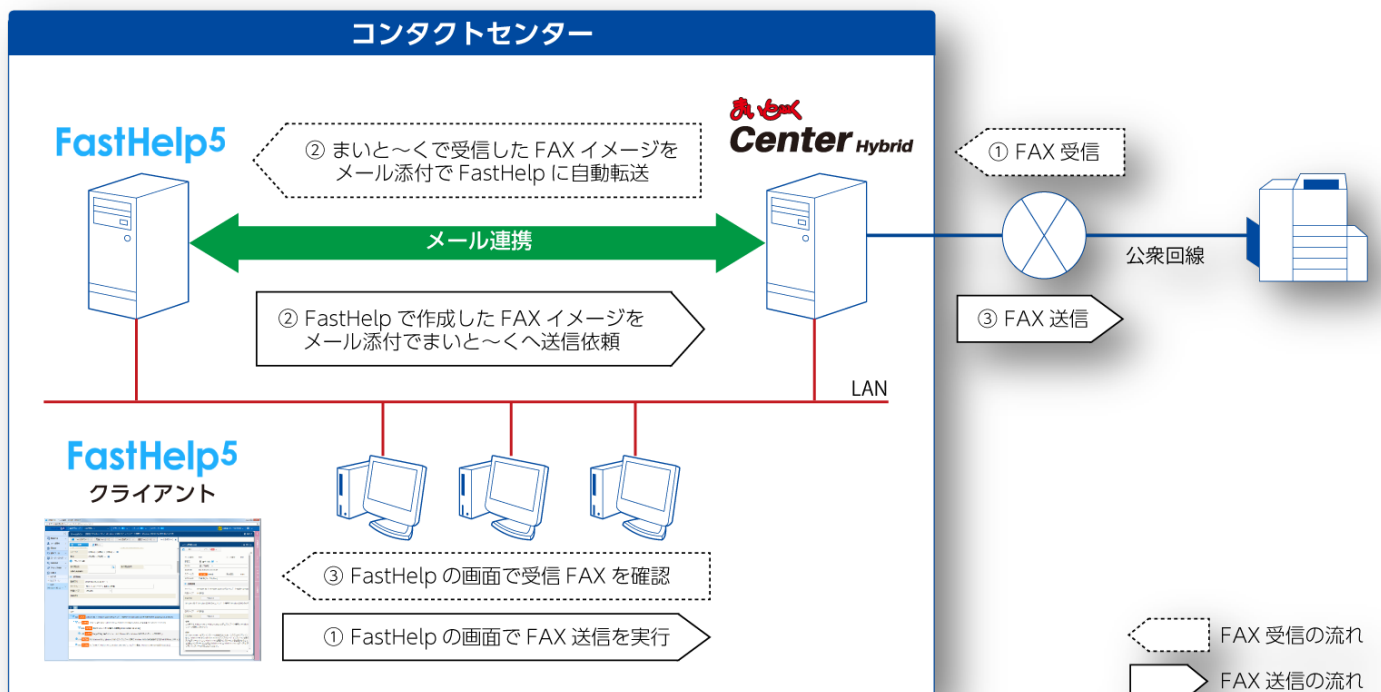 コンタクトセンター
FastHelp5
② まいと～くで受信した FAX イメージを
メール添付で FastHelp に自動転送
まいと～く
Center Hybrid
① FAX 受信
メール連携
公衆回線
② FastHelp で作成した FAX イメージを
メール添付でまいと～くへ送信依頼
③ FAX 送信
LAN
FastHelp5
クライアント
③ FastHelp の画面で受信 FAX を確認
① FastHelp の画面で FAX 送信を実行
FAX 受信の流れ
FAX 送信の流れ